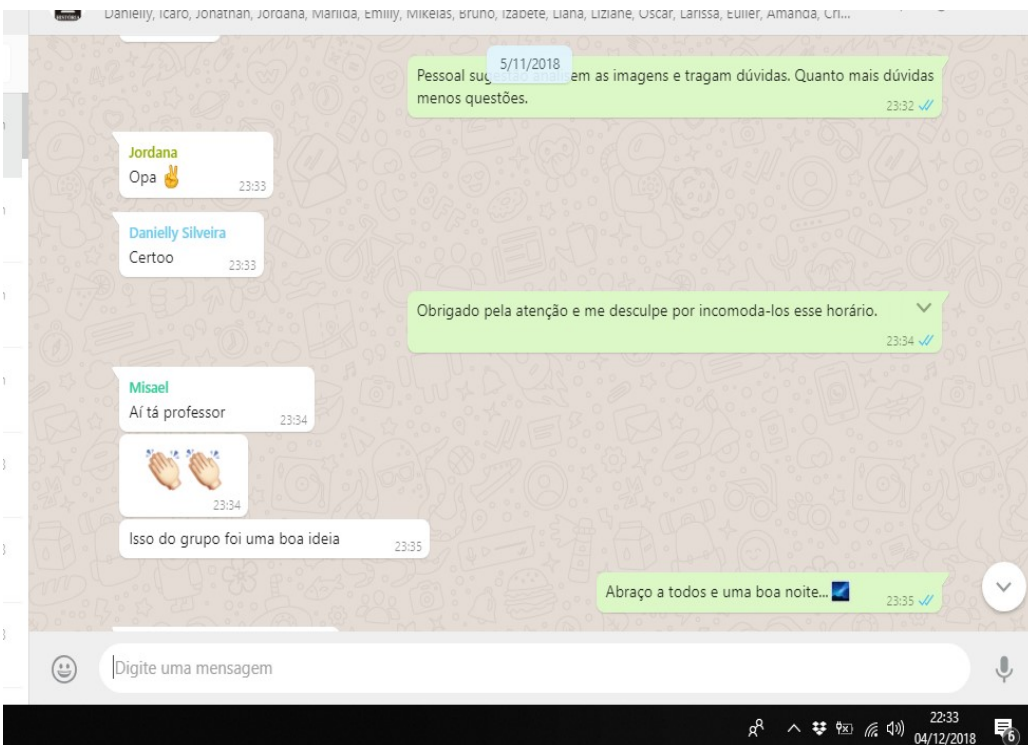 Danielly, Ícaro, Jonathan, Jordana, Marilda, Emilly, Mikeias, Bruno, Izabete, Liana, Liziane, Oscar, Larissa, Euller, Amanda, Cri...
5/11/2018
Pessoal em as imagens e tragam dúvidas. Quanto mais dúvidas
menos questões.
23:32
Jordana
Opa ✌
23:33
Danielly Silveira
Certoo
23:33
Obrigado pela atenção e me desculpe por incomoda-los esse horário.
23:34
Misael
Aí tá professor
23:34
👏👏
23:34
Isso do grupo foi uma boa ideia
23:35
Abraço a todos e uma boa noite...
23:35
Digite uma mensagem
22:33
04/12/2018
6